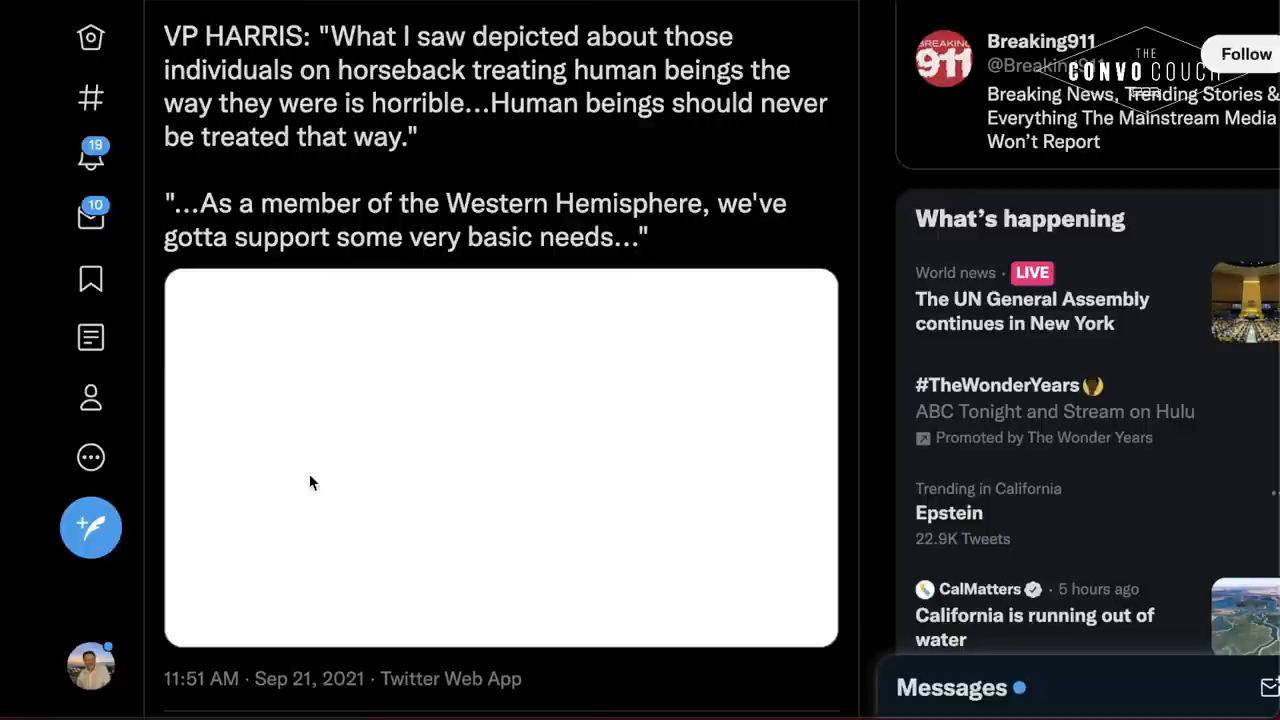 VP HARRIS: "What I saw depicted about those
individuals on horseback treating human beings the
way they were is horrible...Human beings should never
be treated that way."
"...As a member of the Western Hemisphere, we've
gotta support some very basic needs..."
11:51 AM · Sep 21, 2021 · Twitter Web App
19
10
BREAKING
911
Breaking911
@Breaking911
Follow
THE
CONVO COUCH
Breaking News, Trending Stories &
Everything The Mainstream Media
Won't Report
What's happening
World news · LIVE
The UN General Assembly
continues in New York
#TheWonderYears
ABC Tonight and Stream on Hulu
Promoted by The Wonder Years
Trending in California
Epstein
22.9K Tweets
CalMatters · 5 hours ago
California is running out of
water
Messages